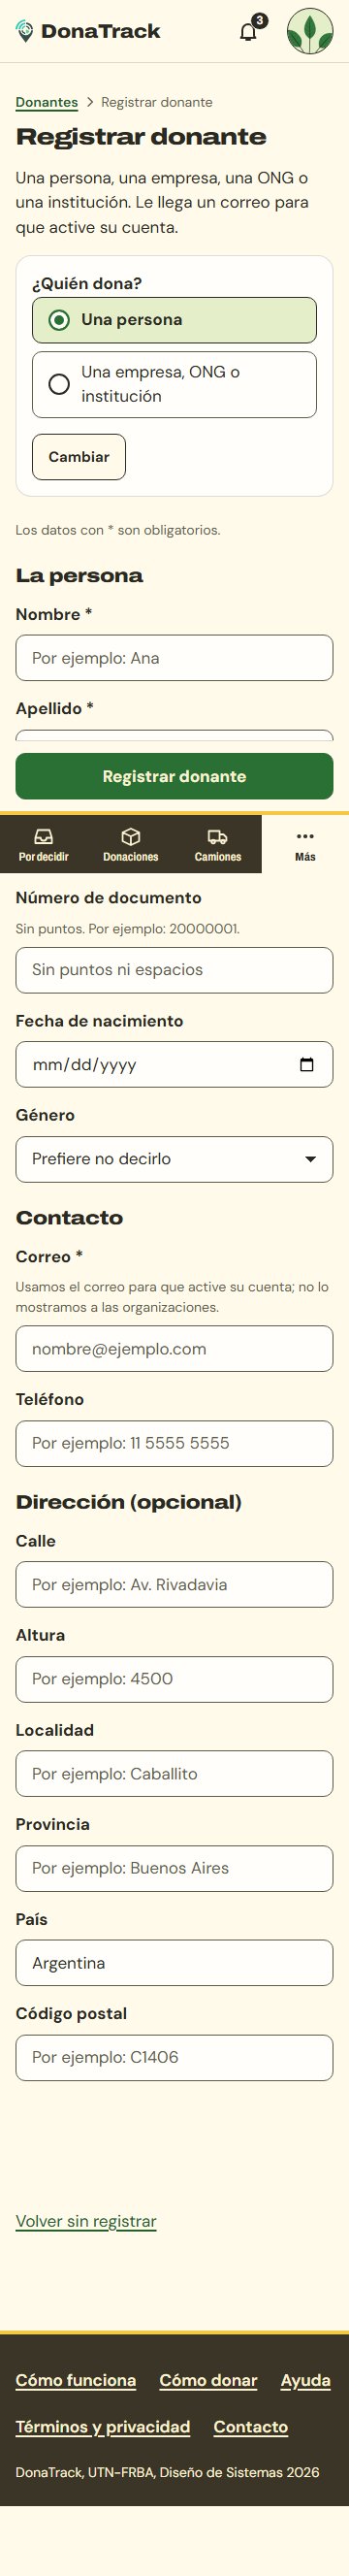 DonaTrack
3
Donantes > Registrar donante
Registrar donante
Una persona, una empresa, una ONG o
una institución. Le llega un correo para
que active su cuenta.
¿Quién dona?
Una persona
Una empresa, ONG o
institución
Cambiar
Los datos con * son obligatorios.
La persona
Nombre *
Por ejemplo: Ana
Apellido *
Registrar donante
Por decidir
Donaciones
Camiones
Más
Número de documento
Sin puntos. Por ejemplo: 20000001.
Sin puntos ni espacios
Fecha de nacimiento
mm/dd/yyyy
Género
Prefiere no decirlo
Contacto
Correo *
Usamos el correo para que active su cuenta; no lo
mostramos a las organizaciones.
nombre@ejemplo.com
Teléfono
Por ejemplo: 11 5555 5555
Dirección (opcional)
Calle
Por ejemplo: Av. Rivadavia
Altura
Por ejemplo: 4500
Localidad
Por ejemplo: Caballito
Provincia
Por ejemplo: Buenos Aires
País
Argentina
Código postal
Por ejemplo: C1406
Volver sin registrar
Cómo funciona Cómo donar Ayuda
Términos y privacidad Contacto
DonaTrack, UTN-FRBA, Diseño de Sistemas 2026